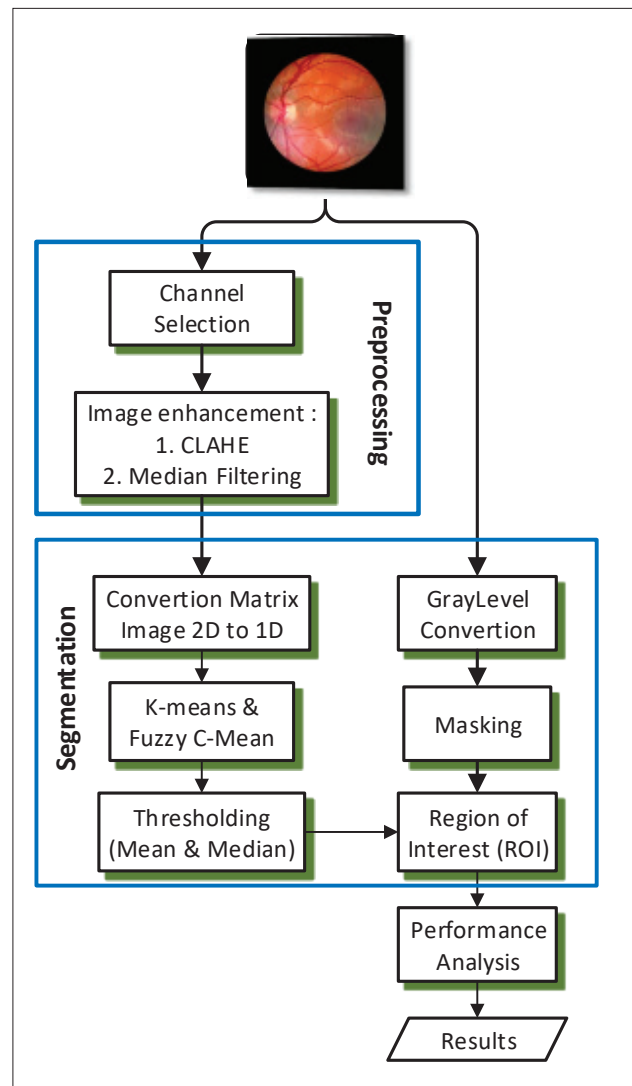 Channel
Selection
Image enhancement :
1. CLAHE
2. Median Filtering
Preprocessing
Segmentation
Convertion Matrix
Image 2D to 1D
K-means &
Fuzzy C-Mean
Thresholding
(Mean & Median)
GrayLevel
Convertion
Masking
Region of
Interest (ROI)
Performance
Analysis
Results